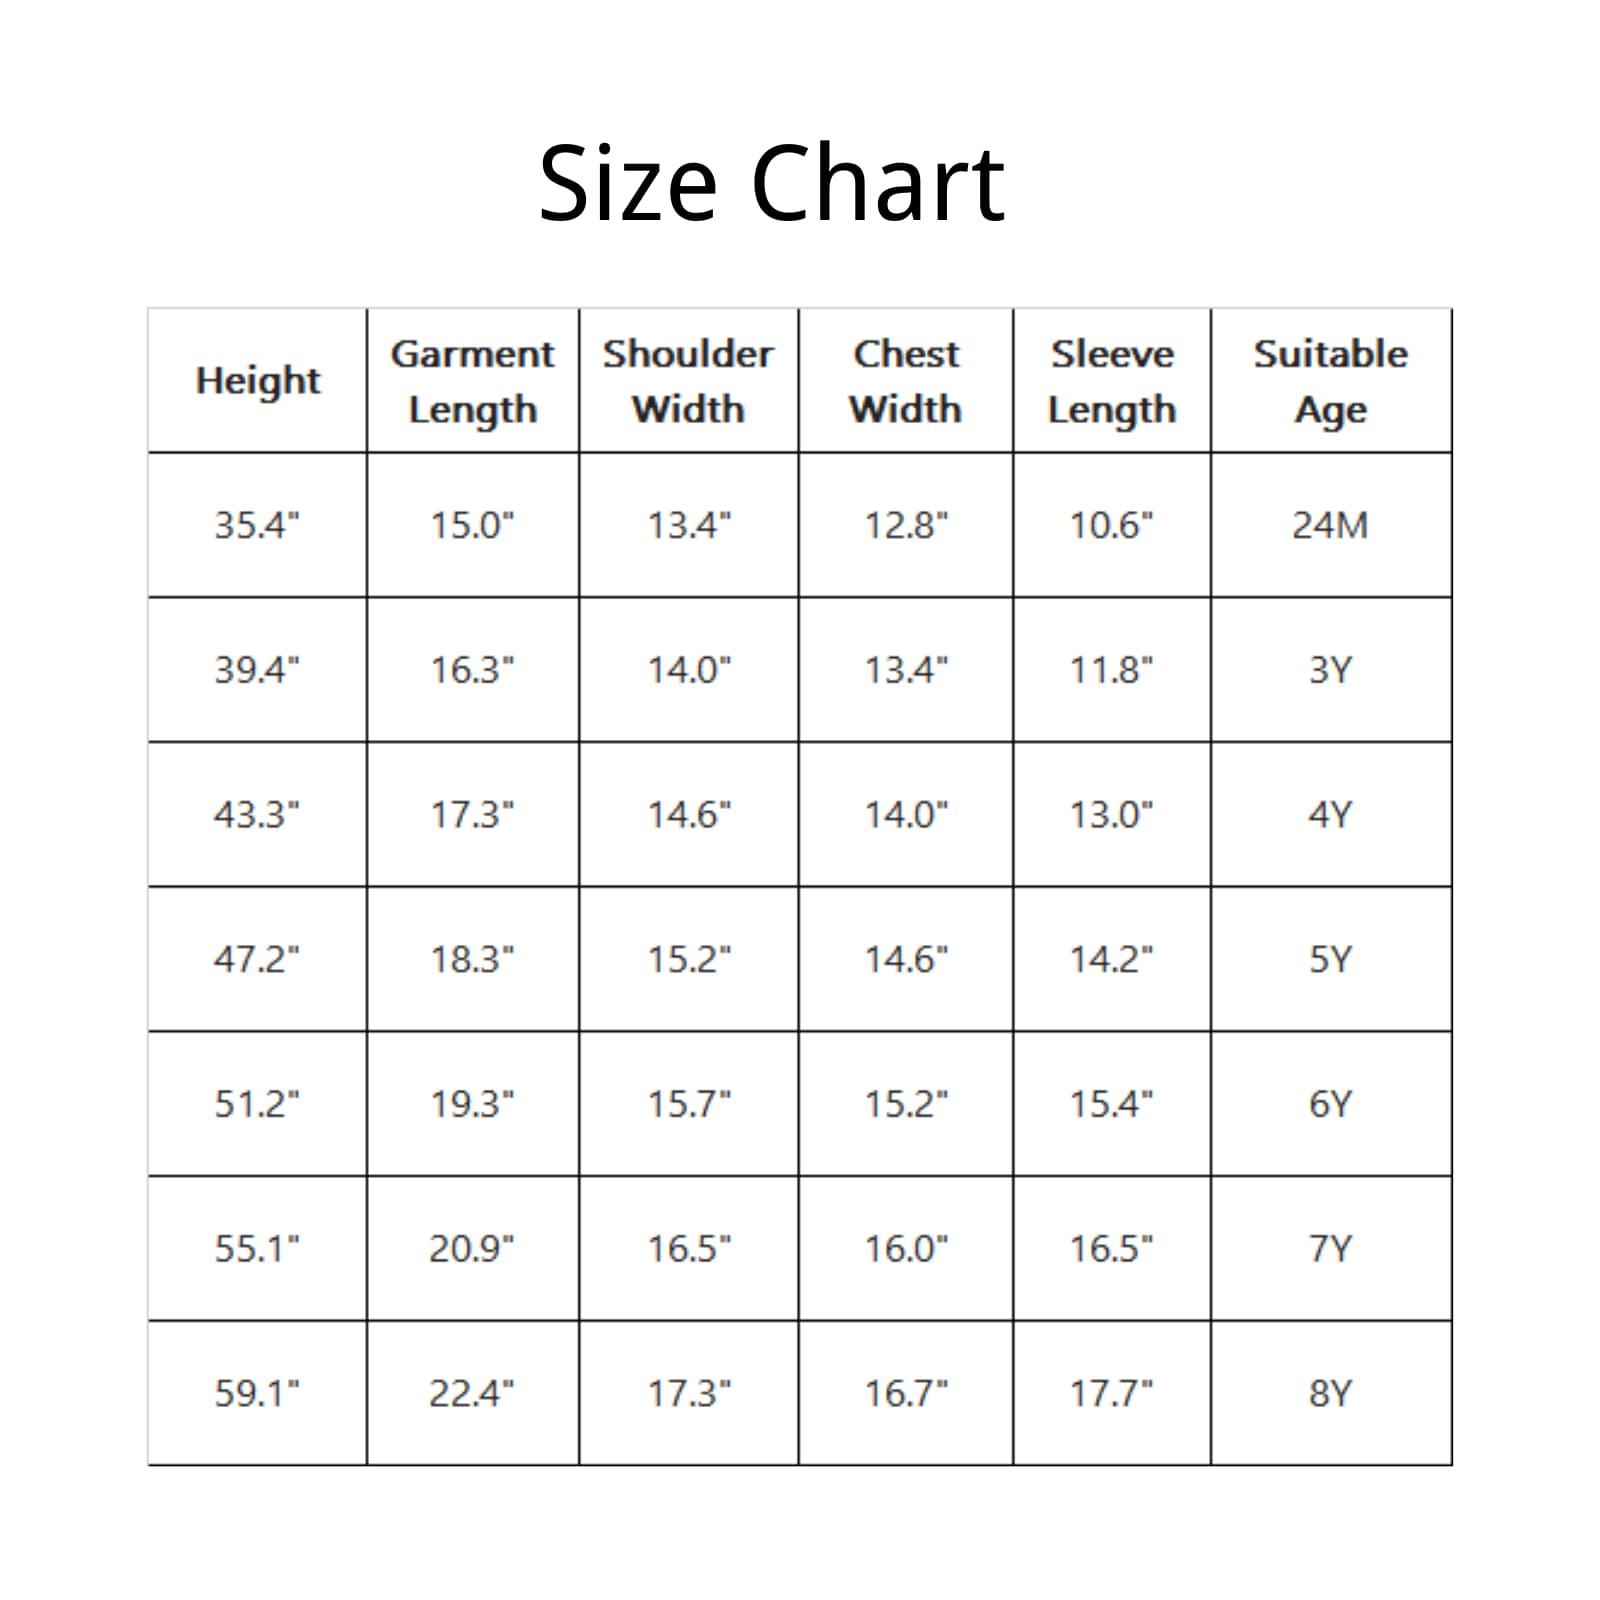 Size Chart
Height Garment Length Shoulder Width Chest Width Sleeve Length Suitable Age
35.4" 15.0" 13.4" 12.8" 10.6" 24M
39.4" 16.3" 14.0" 13.4" 11.8" 3Y
43.3" 17.3" 14.6" 14.0" 13.0" 4Y
47.2" 18.3" 15.2" 14.6" 14.2" 5Y
51.2" 19.3" 15.7" 15.2" 15.4" 6Y
55.1" 20.9" 16.5" 16.0" 16.5" 7Y
59.1" 22.4" 17.3" 16.7" 17.7" 8Y